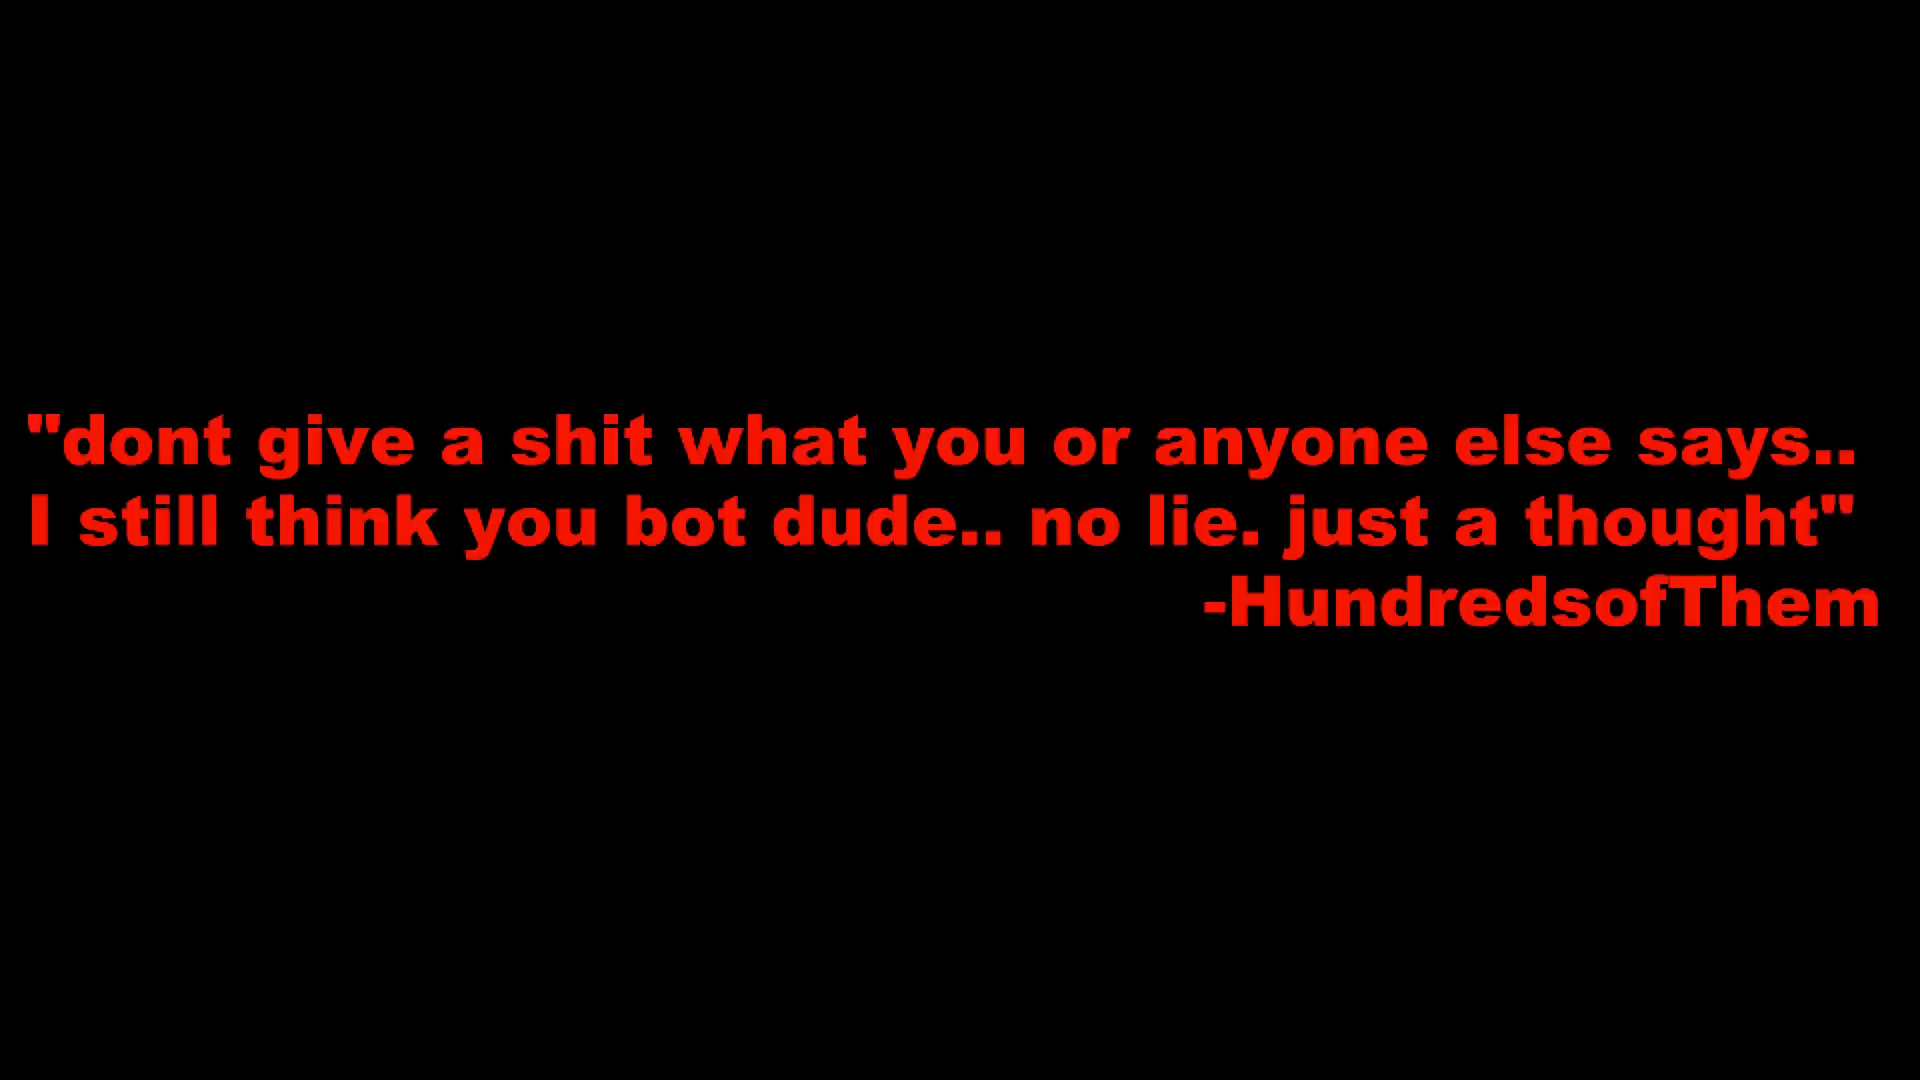 "dont give a shit what you or anyone else says..
I still think you bot dude.. no lie. just a thought"
-HundredsofThem